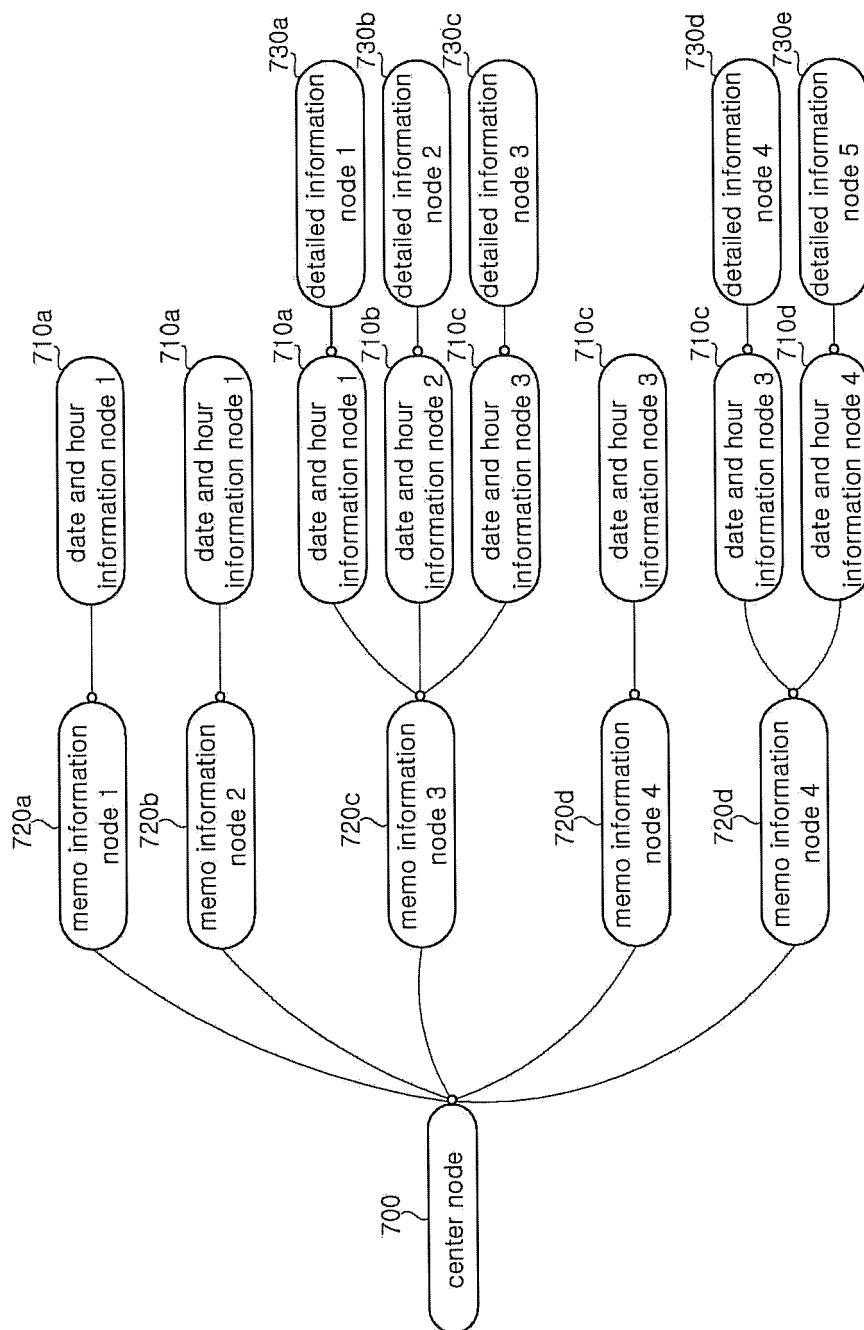 700
center node
720a
memo information
node 1
710a
date and hour
information node 1
720b
memo information
node 2
710a
date and hour
information node 1
720c
memo information
node 3
710a
date and hour
information node 1
730a
detailed information
node 1
710b
date and hour
information node 2
730b
detailed information
node 2
710c
date and hour
information node 3
730c
detailed information
node 3
720d
memo information
node 4
710c
date and hour
information node 3
720d
memo information
node 4
710c
date and hour
information node 3
730d
detailed information
node 4
710d
date and hour
information node 4
730e
detailed information
node 5